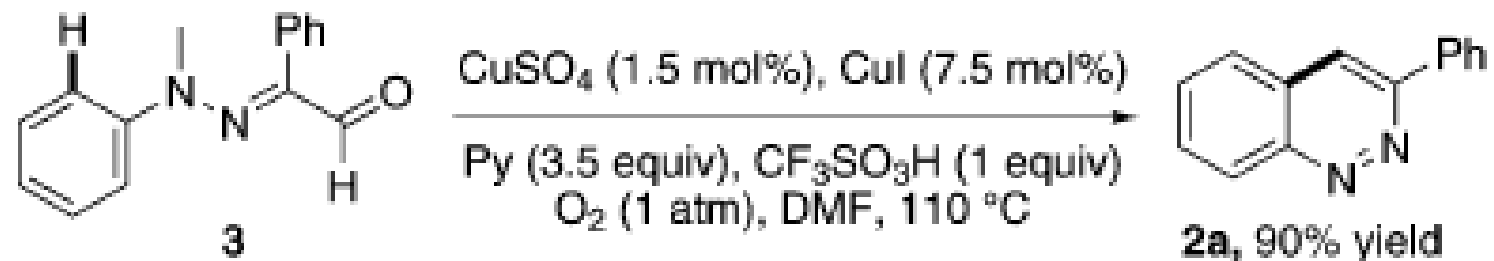 H
N
N
Ph
O
H
3
CuSO₄ (1.5 mol%), CuI (7.5 mol%)
Py (3.5 equiv), CF₃SO₃H (1 equiv)
O₂ (1 atm), DMF, 110 °C
Ph
N
N
2a, 90% yield